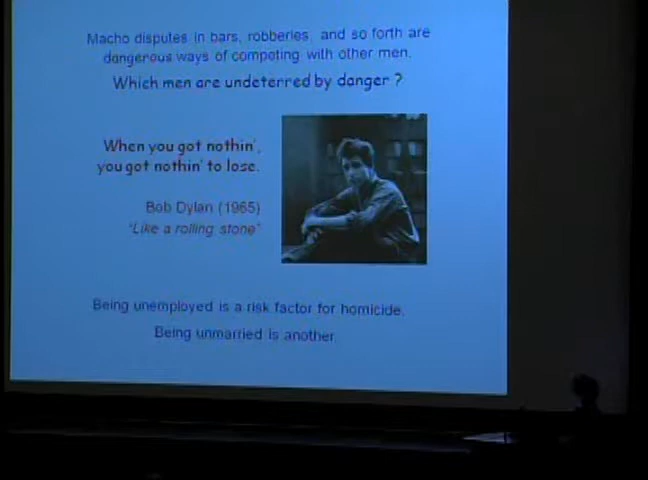 Macho disputes in bars, robberies, and so forth are
dangerous ways of competing with other men.
Which men are undeterred by danger ?
When you got nothin',
you got nothin' to lose.
Bob Dylan (1965)
"Like a rolling stone"
Being unemployed is a risk factor for homicide.
Being unmarried is another.